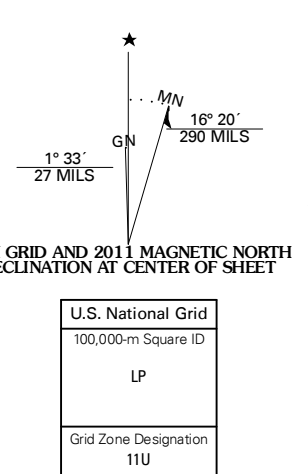 ★
MN
GN
16° 20´
290 MILS
1° 33´
27 MILS
GRID AND 2011 MAGNETIC NORTH
ECLINATION AT CENTER OF SHEET
U.S. National Grid
100,000-m Square ID
LP
Grid Zone Designation
11U